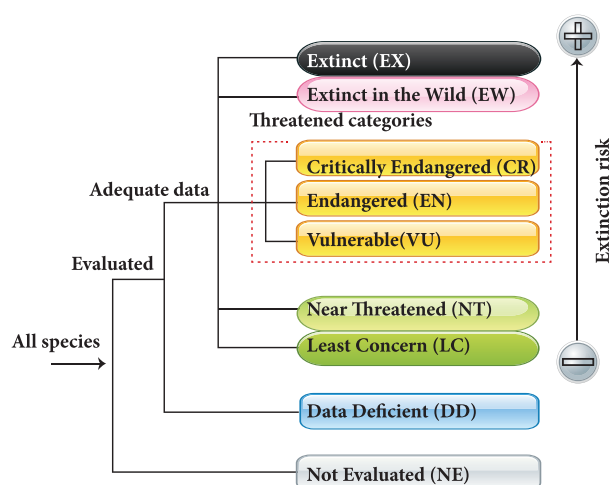 Extinct (EX)
Extinct in the Wild (EW)
Threatened categories
Critically Endangered (CR)
Adequate data
Endangered (EN)
Vulnerable(VU)
Extinction risk
Evaluated
Near Threatened (NT)
All species
Least Concern (LC)
Data Deficient (DD)
Not Evaluated (NE)